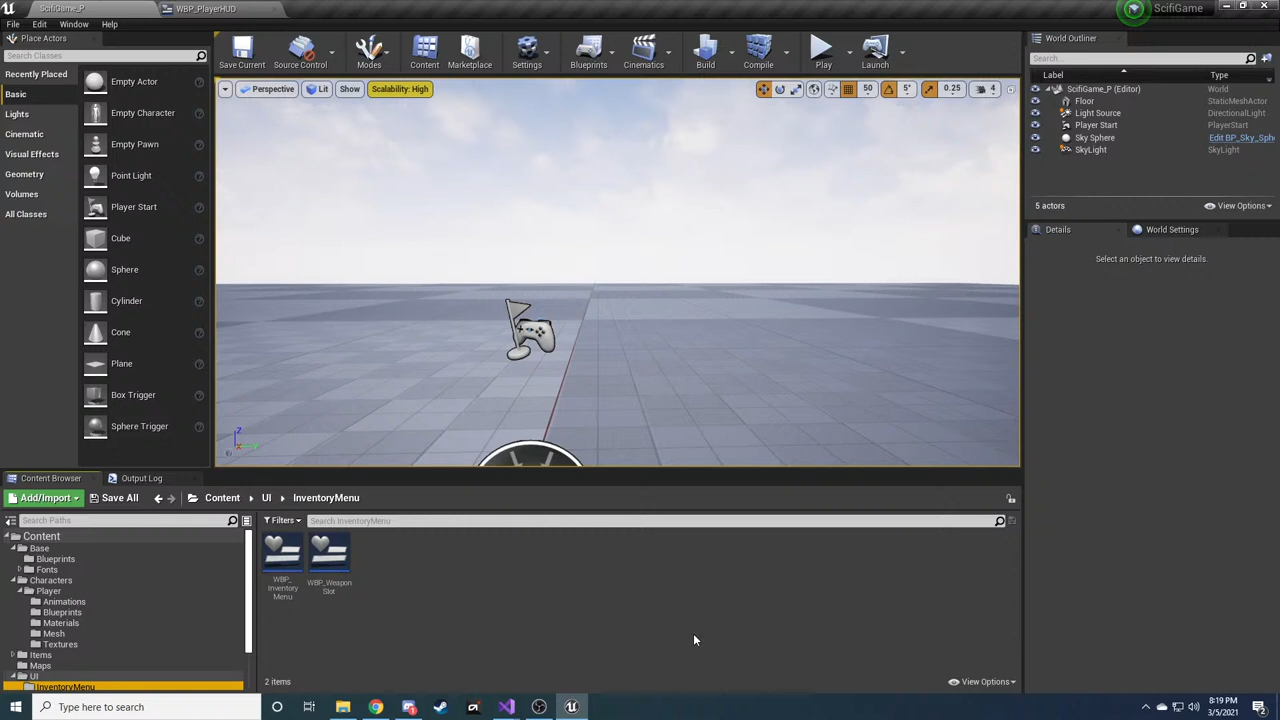 ScifiGame_P
WBP_PlayerHUD
ScifiGame
File Edit Window Help
Place Actors
Search Classes
Recently Placed
Basic
Lights
Cinematic
Visual Effects
Geometry
Volumes
All Classes
Empty Actor
Empty Character
Empty Pawn
Point Light
Player Start
Cube
Sphere
Cylinder
Cone
Plane
Box Trigger
Sphere Trigger
Save Current
Source Control
Modes
Content
Marketplace
Settings
Blueprints
Cinematics
Build
Compile
Play
Launch
Perspective
Lit
Show
Scalability: High
50
5°
0.25
4
Z
World Outliner
Search...
Label Type
ScifiGame_P (Editor) World
Floor StaticMeshActor
Light Source DirectionalLight
Player Start PlayerStart
Sky Sphere Edit BP_Sky_Sph
SkyLight SkyLight
5 actors
View Options
Details
World Settings
Select an object to view details.
Content Browser
Output Log
Add/Import
Save All
Content
UI
InventoryMenu
Search Paths
Filters
Search InventoryMenu
Content
Base
Blueprints
Fonts
Characters
Player
Animations
Blueprints
Materials
Mesh
Textures
Items
Maps
UI
InventoryMenu
WBP_
Inventory
Menu
WBP_Weapon
Slot
2 items
View Options
Type here to search
8:19 PM
3/5/2021